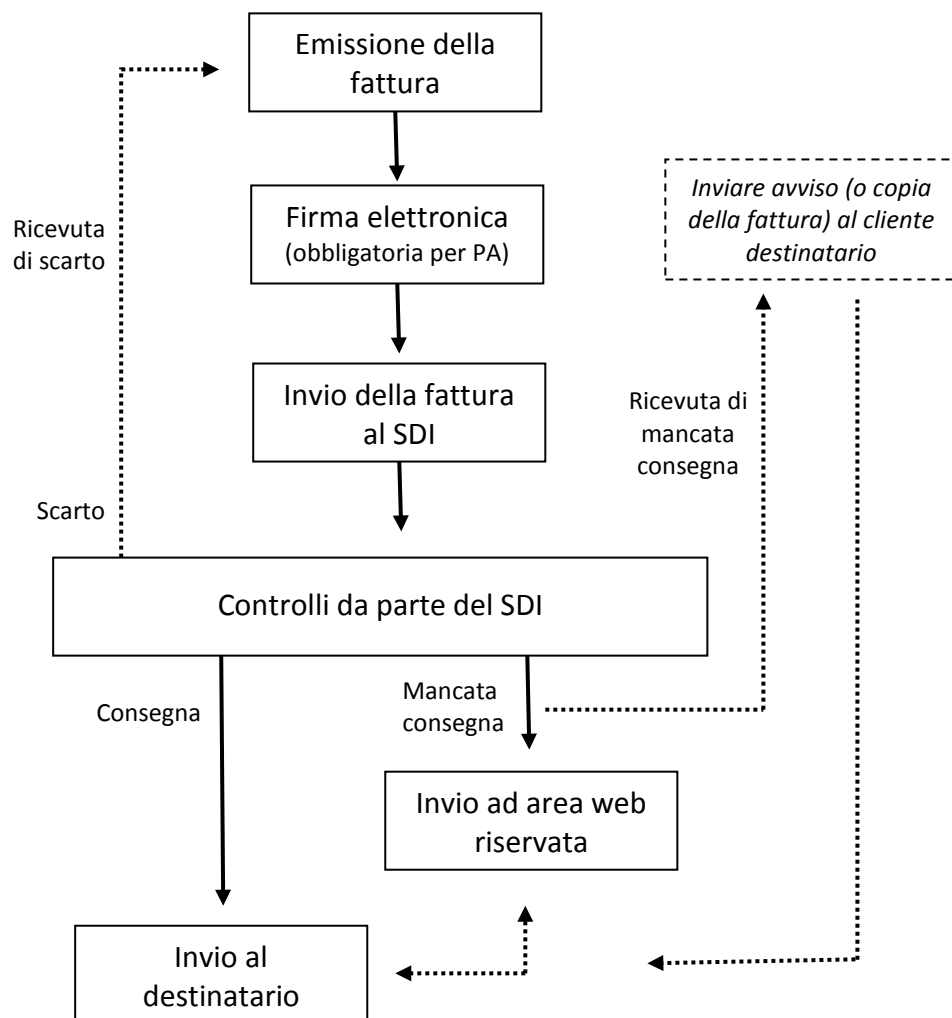 Emissione della
fattura
Inviare avviso (o copia
della fattura) al cliente
destinatario
Ricevuta
di scarto
Firma elettronica
(obbligatoria per PA)
Invio della fattura
al SDI
Ricevuta di
mancata
consegna
Scarto
Controlli da parte del SDI
Consegna
Mancata
consegna
Invio ad area web
riservata
Invio al
destinatario